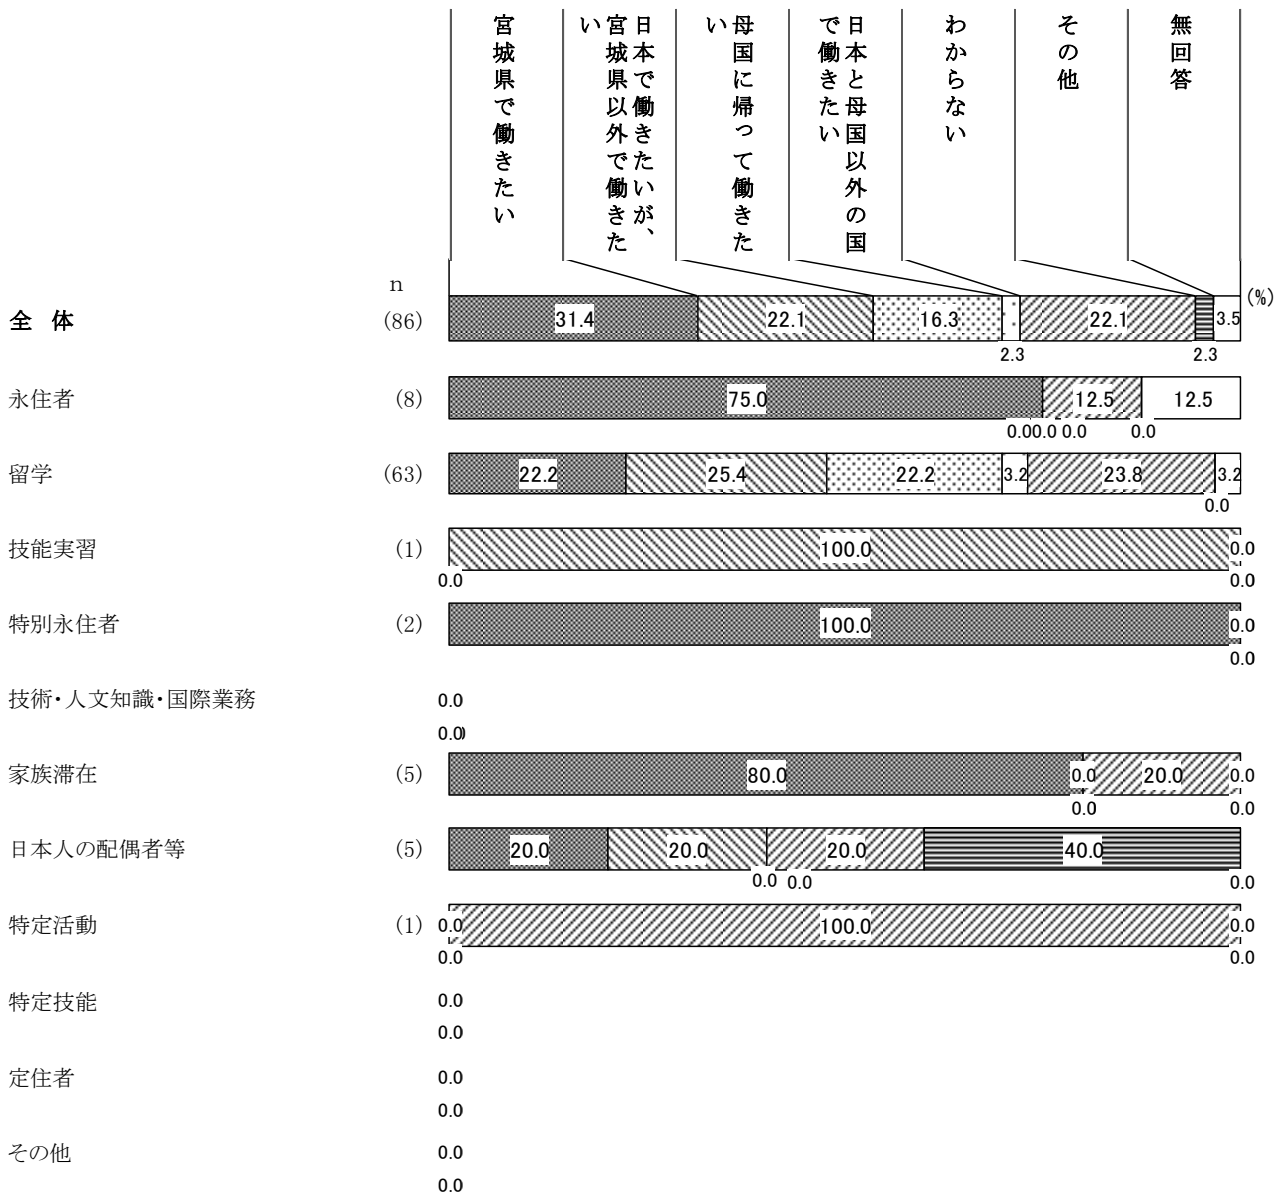 宮城県で働きたい
日本で働きたいが、
宮城県以外で働きた
い
母国に帰って働きた
い
日本と母国以外の国
で働きたい
わからない
その他
無回答
n
(%)
全 体 (86) 31.4 22.1 16.3 22.1 3.5
2.3 2.3
永住者 (8) 75.0 12.5 12.5
0.0 0.0 0.0 0.0
留学 (63) 22.2 25.4 22.2 3.2 23.8 3.2
0.0
技能実習 (1) 100.0 0.0
0.0 0.0
特別永住者 (2) 100.0 0.0
0.0
技術・人文知識・国際業務 0.0
0.0
家族滞在 (5) 80.0 0.0 20.0 0.0
0.0 0.0
日本人の配偶者等 (5) 20.0 20.0 20.0 40.0
0.0 0.0 0.0
特定活動 (1) 0.0 100.0 0.0
0.0 0.0
特定技能 0.0
0.0
定住者 0.0
0.0
その他 0.0
0.0